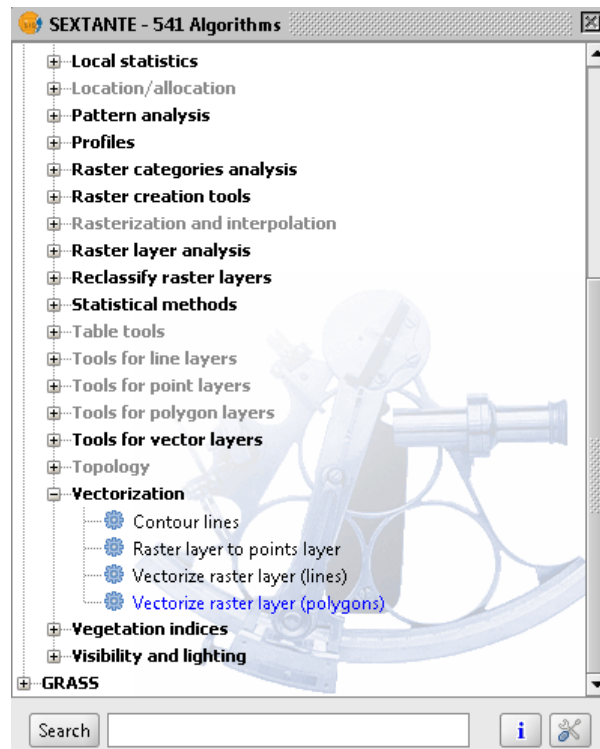 SEXTANTE - 541 Algorithms
Local statistics
Location/allocation
Pattern analysis
Profiles
Raster categories analysis
Raster creation tools
Rasterization and interpolation
Raster layer analysis
Reclassify raster layers
Statistical methods
Table tools
Tools for line layers
Tools for point layers
Tools for polygon layers
Tools for vector layers
Topology
Vectorization
Contour lines
Raster layer to points layer
Vectorize raster layer (lines)
Vectorize raster layer (polygons)
Vegetation indices
Visibility and lighting
GRASS
Search
i